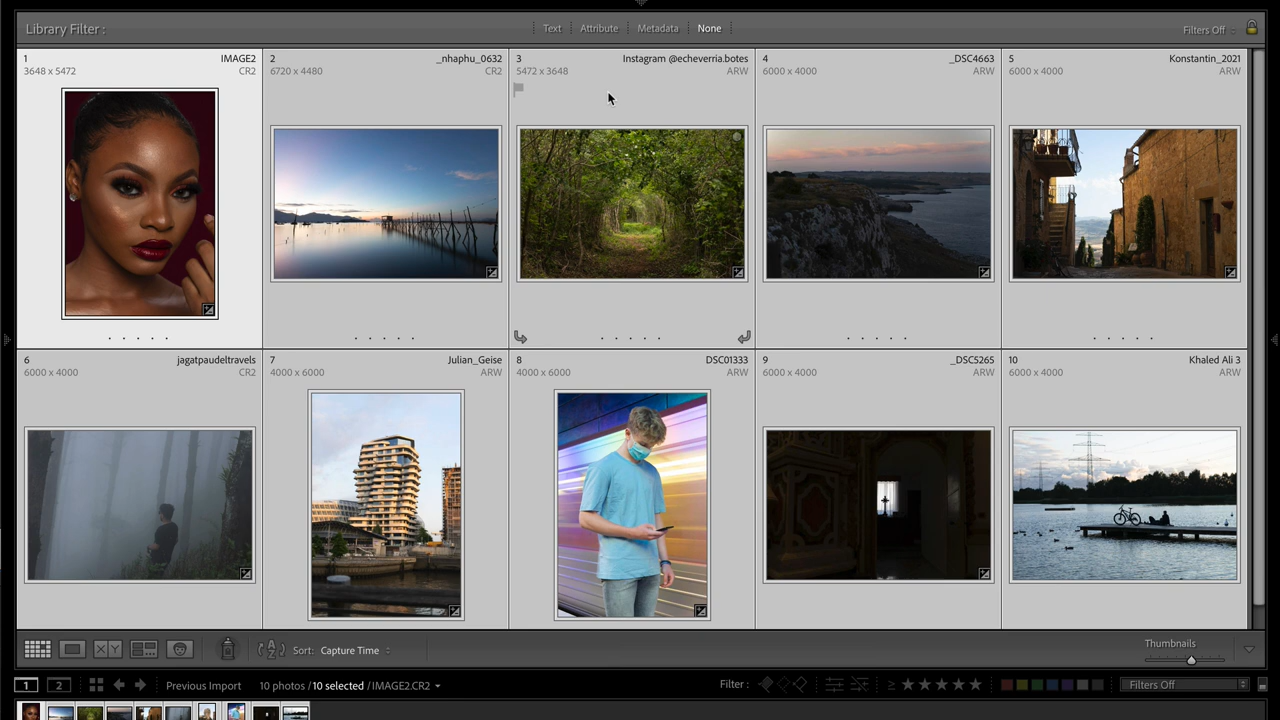 Library Filter :
Text
Attribute
Metadata
None
Filters Off
1 IMAGE2
3648 x 5472 CR2
2 _nhaphu_0632
6720 x 4480 CR2
3 Instagram @echeverria.botes
5472 x 3648 ARW
4 _DSC4663
6000 x 4000 ARW
5 Konstantin_2021
6000 x 4000 ARW
6 jagatpaudeltravels
6000 x 4000 CR2
7 Julian_Geise
4000 x 6000 ARW
8 DSC01333
4000 x 6000 ARW
9 _DSC5265
6000 x 4000 ARW
10 Khaled Ali 3
6000 x 4000 ARW
X Y
A Z
Sort: Capture Time
Thumbnails
1 2
Previous Import
10 photos / 10 selected / IMAGE2.CR2
Filter :
≥
Filters Off